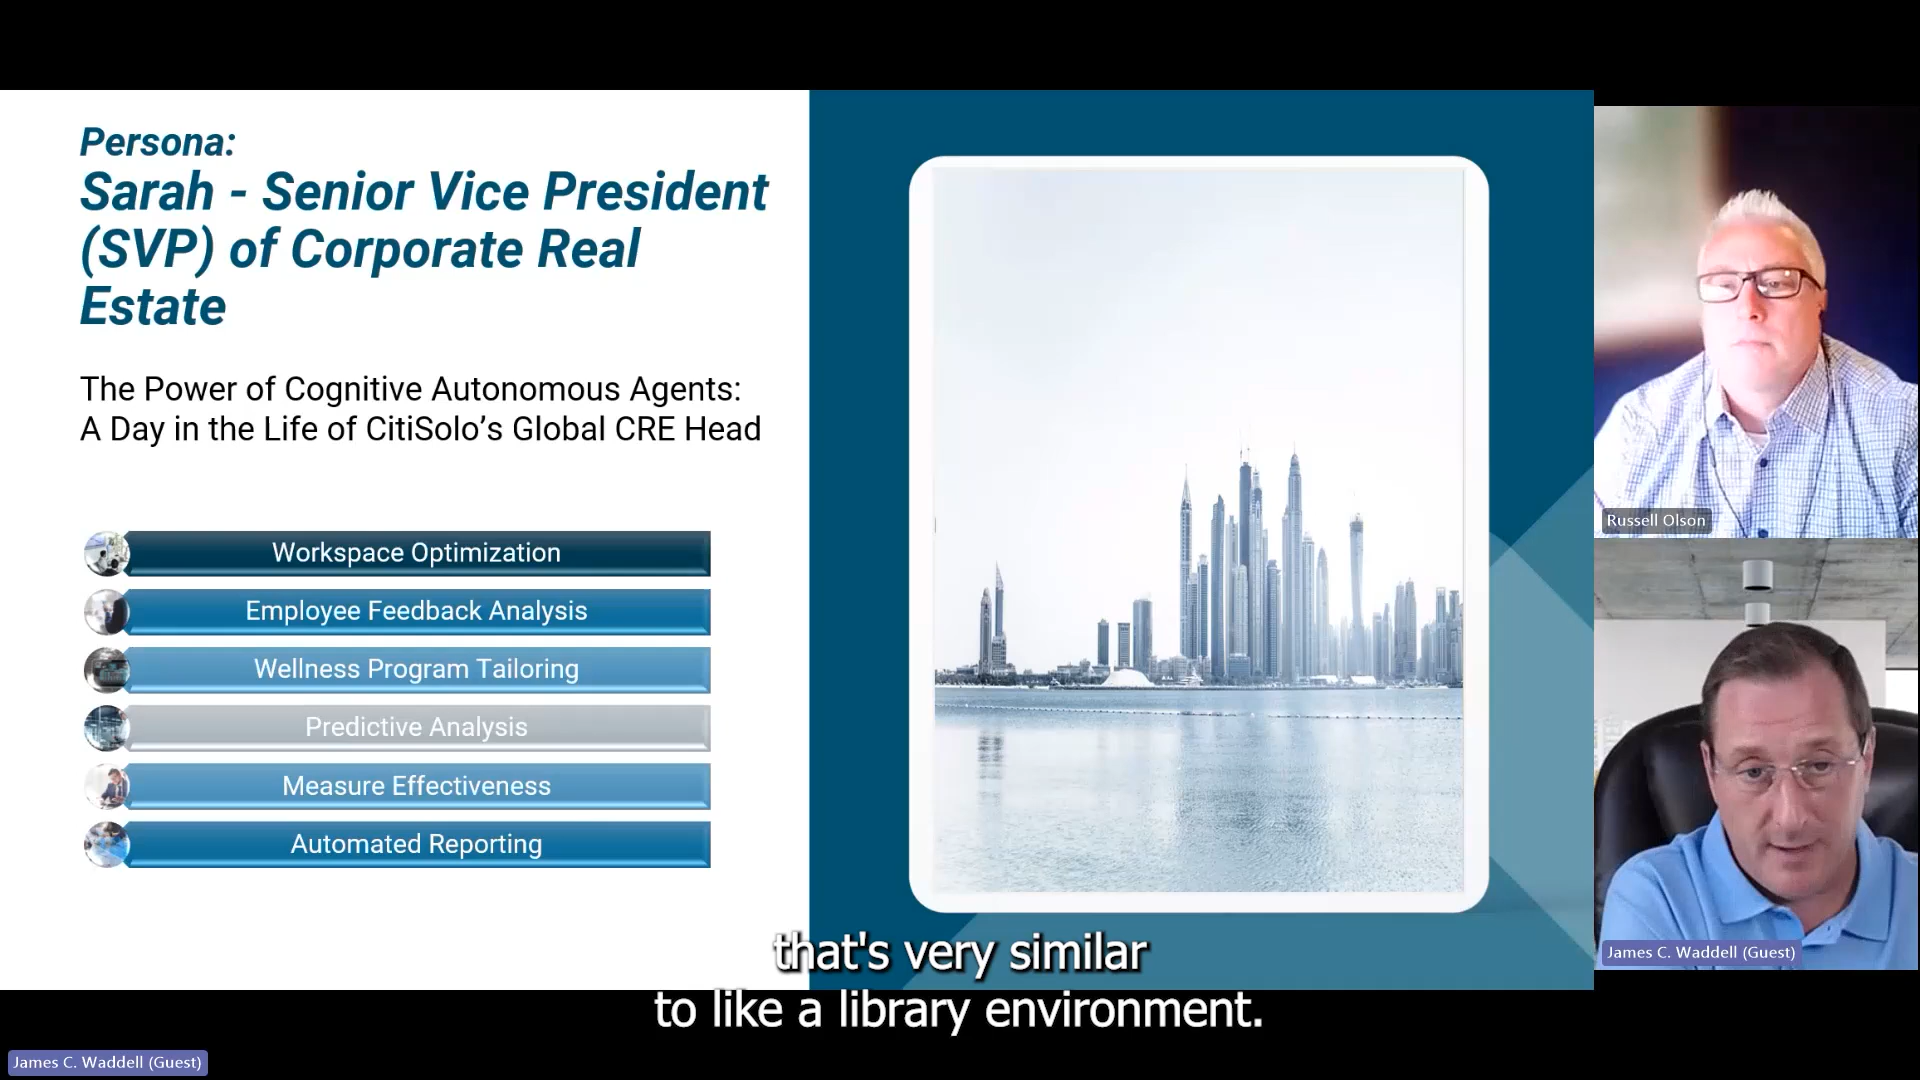 Persona:
Sarah - Senior Vice President
(SVP) of Corporate Real
Estate
The Power of Cognitive Autonomous Agents:
A Day in the Life of CitiSolo’s Global CRE Head
Workspace Optimization
Employee Feedback Analysis
Wellness Program Tailoring
Predictive Analysis
Measure Effectiveness
Automated Reporting
Russell Olson
James C. Waddell (Guest)
that's very similar
to like a library environment.
James C. Waddell (Guest)